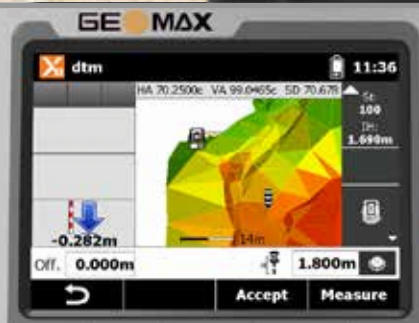 GEOMAX
dtm
11:36
HA 70.2500c VA 99.0465c SD 70.678
St:
100
IH:
1.690m
-0.282m
14m
Off. 0.000m
1.800m
Accept Measure